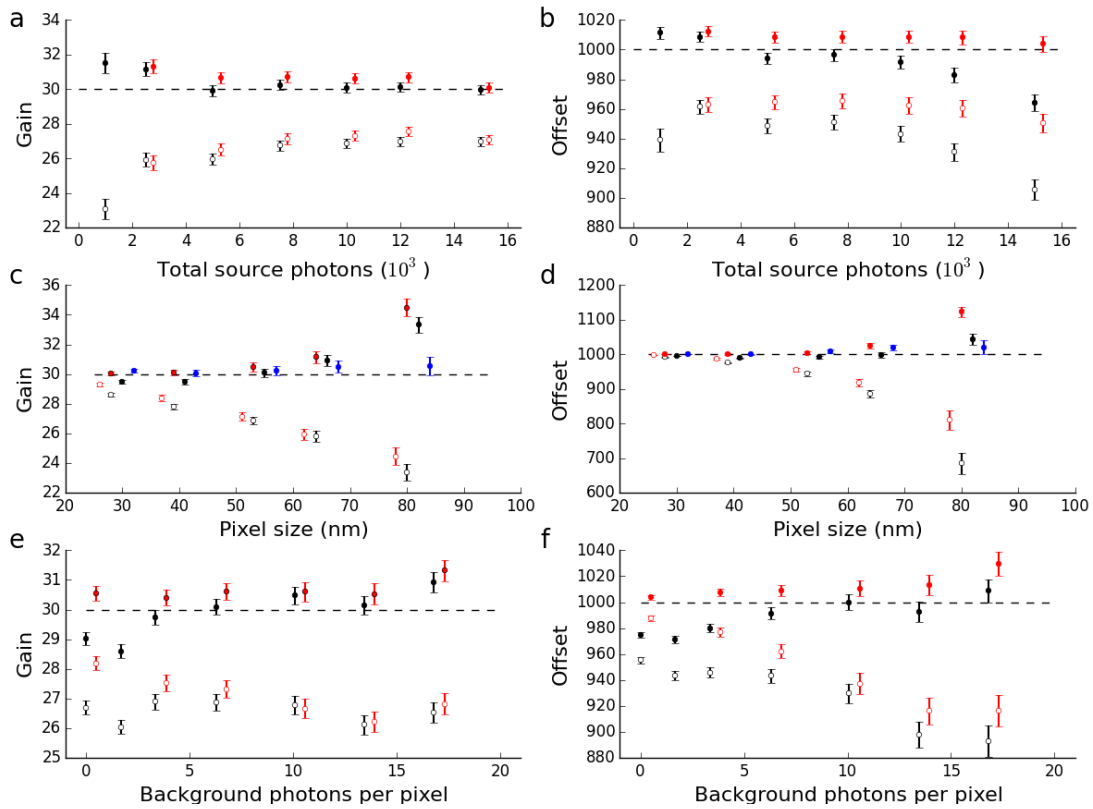 a
34
32
30
28
26
24
22
Gain
0 2 4 6 8 10 12 14 16
Total source photons (10³ )
b
1020
1000
980
960
940
920
900
880
Offset
0 2 4 6 8 10 12 14 16
Total source photons (10³ )
c
36
34
32
30
28
26
24
22
Gain
20 30 40 50 60 70 80 90 100
Pixel size (nm)
d
1200
1100
1000
900
800
700
600
Offset
20 30 40 50 60 70 80 90 100
Pixel size (nm)
e
32
31
30
29
28
27
26
25
Gain
0 5 10 15 20
Background photons per pixel
f
1040
1020
1000
980
960
940
920
900
880
Offset
0 5 10 15 20
Background photons per pixel